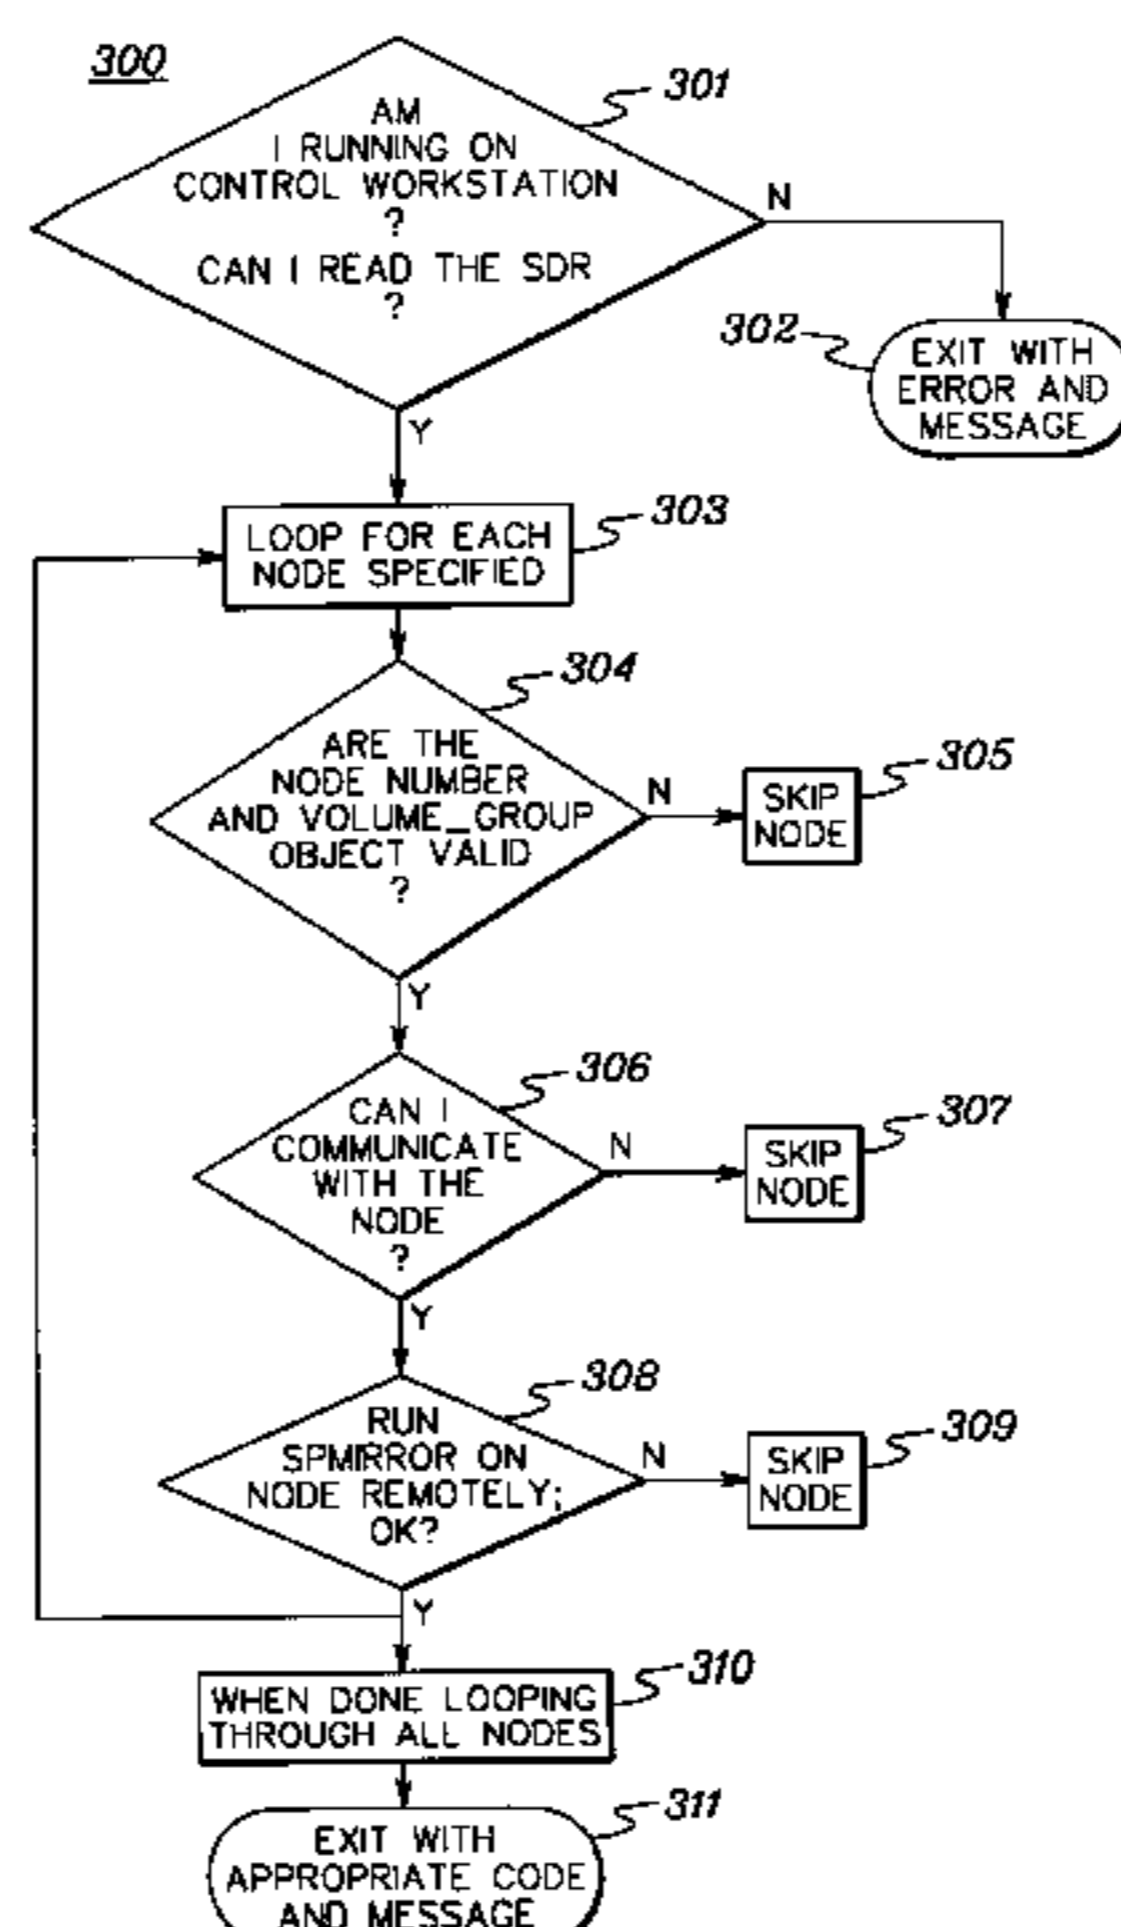 300
301
AM
I RUNNING ON
CONTROL WORKSTATION
?
CAN I READ THE SDR
?
N
302
EXIT WITH
ERROR AND
MESSAGE
Y
303
LOOP FOR EACH
NODE SPECIFIED
304
ARE THE
NODE NUMBER
AND VOLUME_GROUP
OBJECT VALID
?
N
305
SKIP
NODE
Y
306
CAN I
COMMUNICATE
WITH THE
NODE
?
N
307
SKIP
NODE
Y
308
RUN
SPMIRROR ON
NODE REMOTELY;
OK?
N
309
SKIP
NODE
Y
310
WHEN DONE LOOPING
THROUGH ALL NODES
311
EXIT WITH
APPROPRIATE CODE
AND MESSAGE